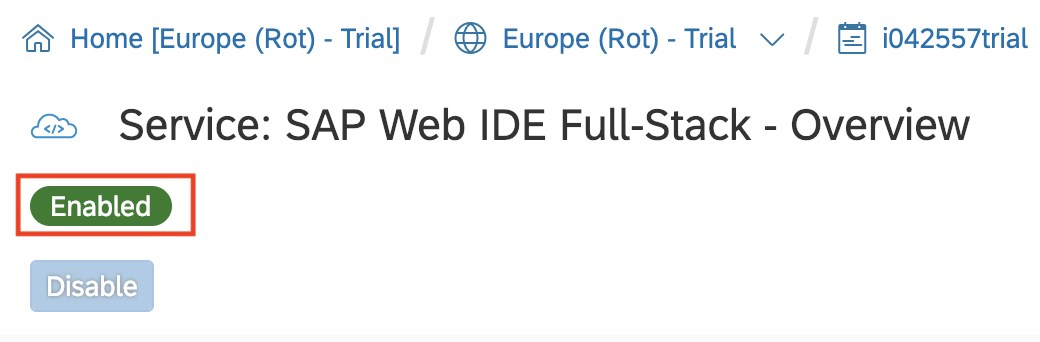 Home [Europe (Rot) - Trial] / Europe (Rot) - Trial / i042557trial
</> Service: SAP Web IDE Full-Stack - Overview
Enabled
Disable